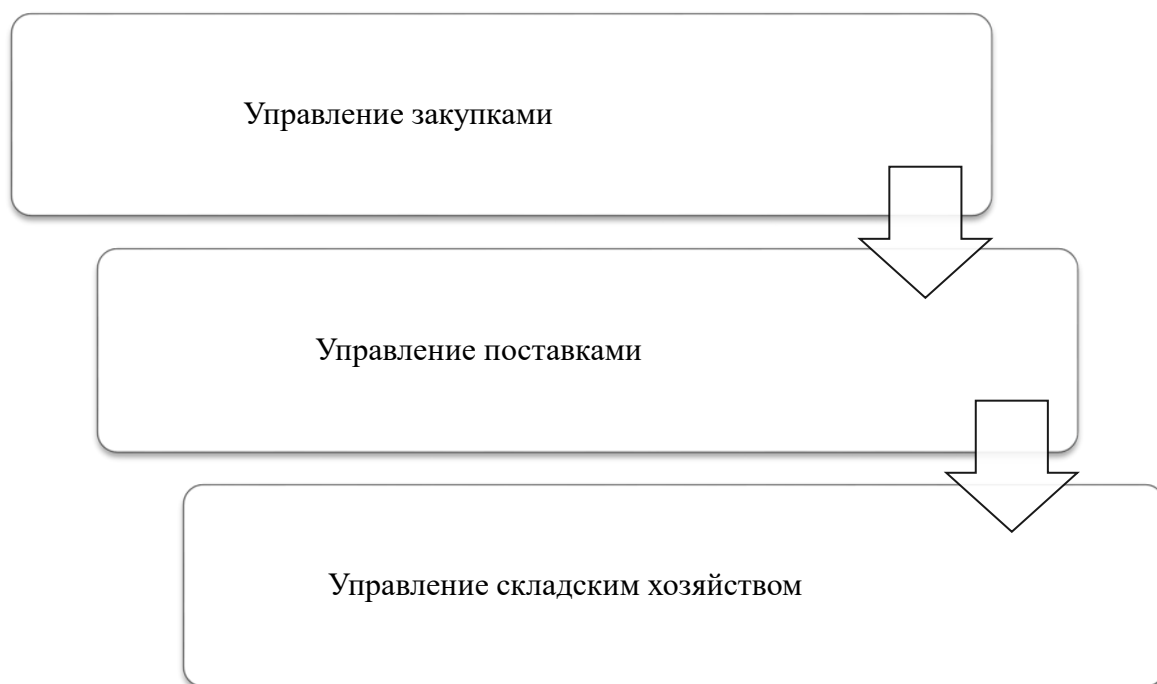 Управление закупками
Управление поставками
Управление складским хозяйством